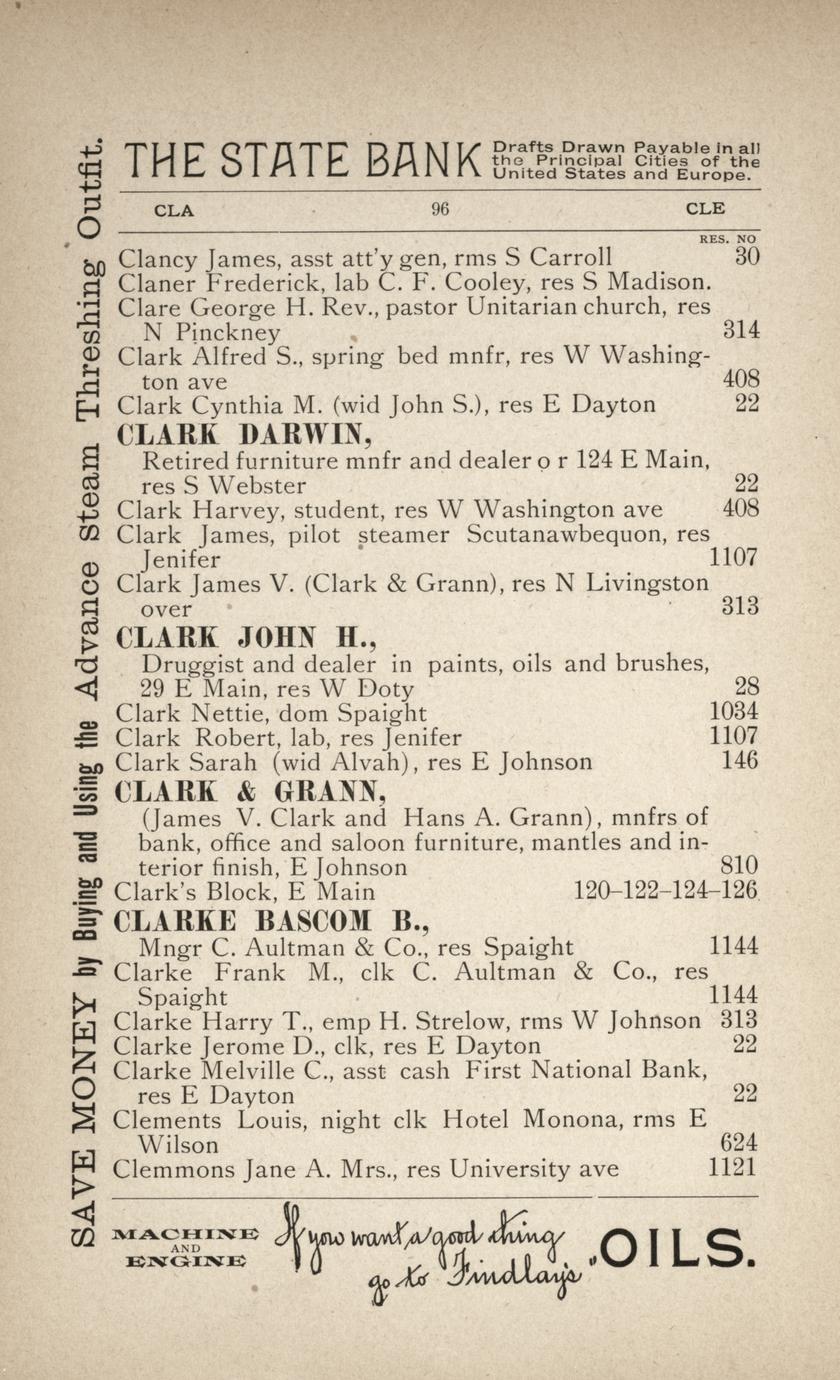 THE STATE BANK Drafts Drawn Payable in all
the Principal Cities of the
United States and Europe.
CLA 96 CLE
RES. NO
Clancy James, asst att'y gen, rms S Carroll 30
Claner Frederick, lab C. F. Cooley, res S Madison.
Clare George H. Rev., pastor Unitarian church, res
N Pinckney 314
Clark Alfred S., spring bed mnfr, res W Washing-
ton ave 408
Clark Cynthia M. (wid John S.), res E Dayton 22
CLARK DARWIN,
Retired furniture mnfr and dealer o r 124 E Main,
res S Webster 22
Clark Harvey, student, res W Washington ave 408
Clark James, pilot steamer Scutanawbequon, res
Jenifer 1107
Clark James V. (Clark & Grann), res N Livingston
over 313
CLARK JOHN H.,
Druggist and dealer in paints, oils and brushes,
29 E Main, res W Doty 28
Clark Nettie, dom Spaight 1034
Clark Robert, lab, res Jenifer 1107
Clark Sarah (wid Alvah), res E Johnson 146
CLARK & GRANN,
(James V. Clark and Hans A. Grann), mnfrs of
bank, office and saloon furniture, mantles and in-
terior finish, E Johnson 810
Clark's Block, E Main 120–122–124–126
CLARKE BASCOM B.,
Mngr C. Aultman & Co., res Spaight 1144
Clarke Frank M., clk C. Aultman & Co., res
Spaight 1144
Clarke Harry T., emp H. Strelow, rms W Johnson 313
Clarke Jerome D., clk, res E Dayton 22
Clarke Melville C., asst cash First National Bank,
res E Dayton 22
Clements Louis, night clk Hotel Monona, rms E
Wilson 624
Clemmons Jane A. Mrs., res University ave 1121
MACHINE
AND
ENGINE
If you want a good thing
go to Findlay's
OILS.
SAVE MONEY by Buying and Using the Advance Steam Threshing Outfit.